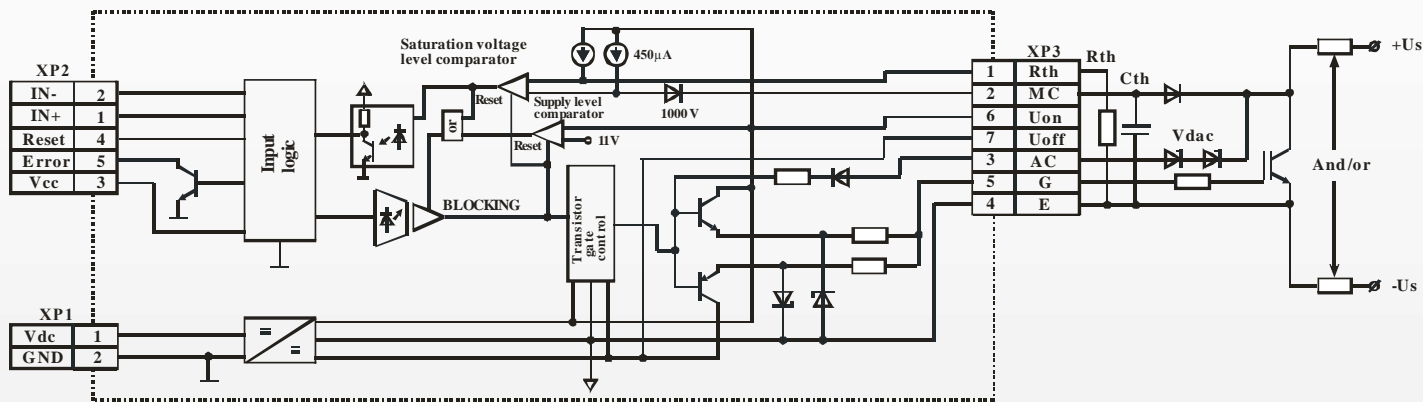 XP2
IN- 2
IN+ 1
Reset 4
Error 5
Vcc 3
XP1
Vdc 1
GND 2
Input logic
Saturation voltage
level comparator
450µA
Reset
or
Supply level
comparator
Reset
11V
1000 V
BLOCKING
Transistor
gate
control
=
=
XP3
1 Rth
2 MC
6 Uon
7 Uoff
3 AC
5 G
4 E
Rth
Cth
Vdac
+Us
And/or
-Us